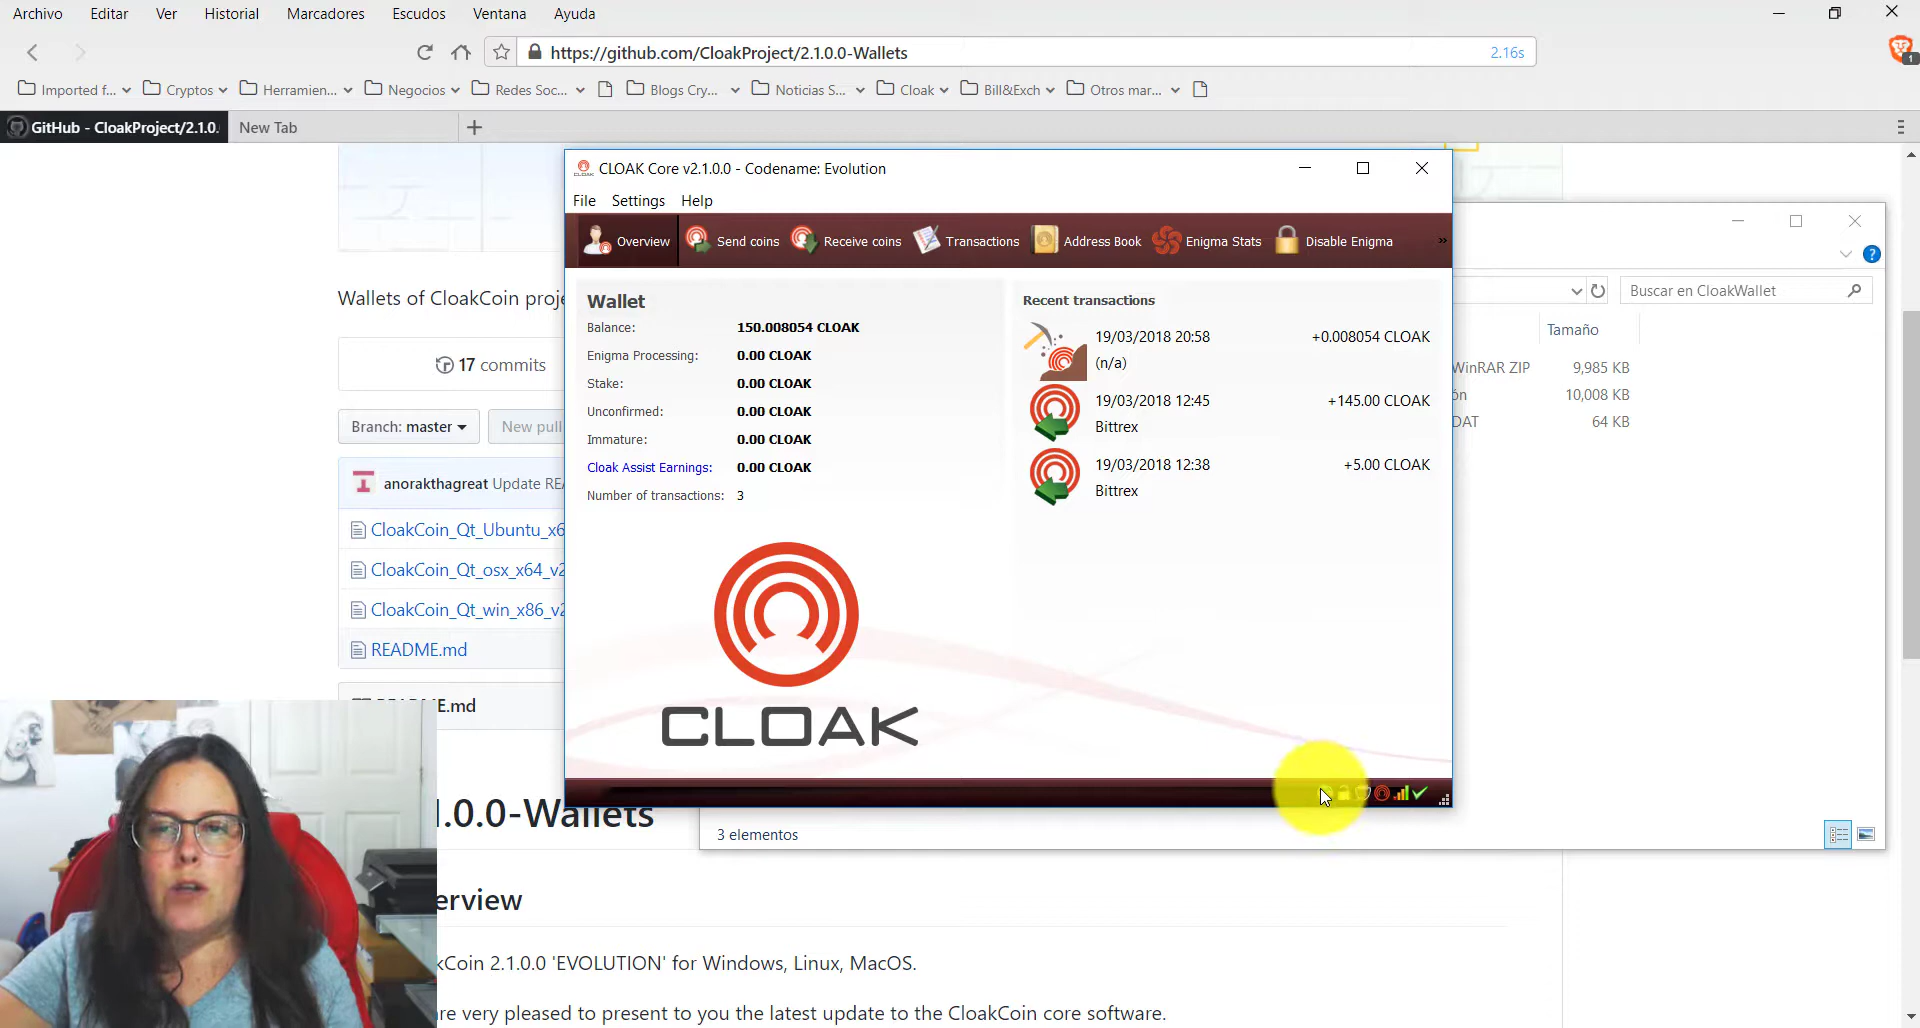 Archivo Editar Ver Historial Marcadores Escudos Ventana Ayuda
https://github.com/CloakProject/2.1.0.0-Wallets 2.16s
1
Imported f... Cryptos Herramien... Negocios Redes Soc... Blogs Cry... Noticias S... Cloak Bill&Exch Otros mar...
GitHub - CloakProject/2.1.0. New Tab
CLOAK Core v2.1.0.0 - Codename: Evolution
CLOAK
File Settings Help
Overview Send coins Receive coins Transactions Address Book Enigma Stats Disable Enigma »
Wallet
Balance: 150.008054 CLOAK
Enigma Processing: 0.00 CLOAK
Stake: 0.00 CLOAK
Unconfirmed: 0.00 CLOAK
Immature: 0.00 CLOAK
Cloak Assist Earnings: 0.00 CLOAK
Number of transactions: 3
Recent transactions
19/03/2018 20:58 +0.008054 CLOAK
(n/a)
19/03/2018 12:45 +145.00 CLOAK
Bittrex
19/03/2018 12:38 +5.00 CLOAK
Bittrex
CLOAK
Buscar en CloakWallet
Tamaño
WinRAR ZIP 9,985 KB
ón 10,008 KB
DAT 64 KB
3 elementos
Wallets of CloakCoin proje
17 commits
Branch: master New pull
anorakthagreat Update REA
CloakCoin_Qt_Ubuntu_x6
CloakCoin_Qt_osx_x64_v2
CloakCoin_Qt_win_x86_v2
README.md
E.md
.1.0.0-Wallets
erview
kCoin 2.1.0.0 'EVOLUTION' for Windows, Linux, MacOS.
re very pleased to present to you the latest update to the CloakCoin core software.